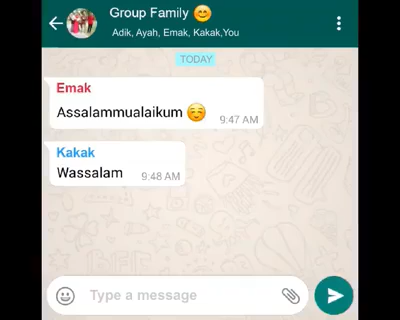 Group Family 😊
Adik, Ayah, Emak, Kakak,You
TODAY
Emak
Assalammualaikum ☺️
9:47 AM
Kakak
Wassalam
9:48 AM
Type a message